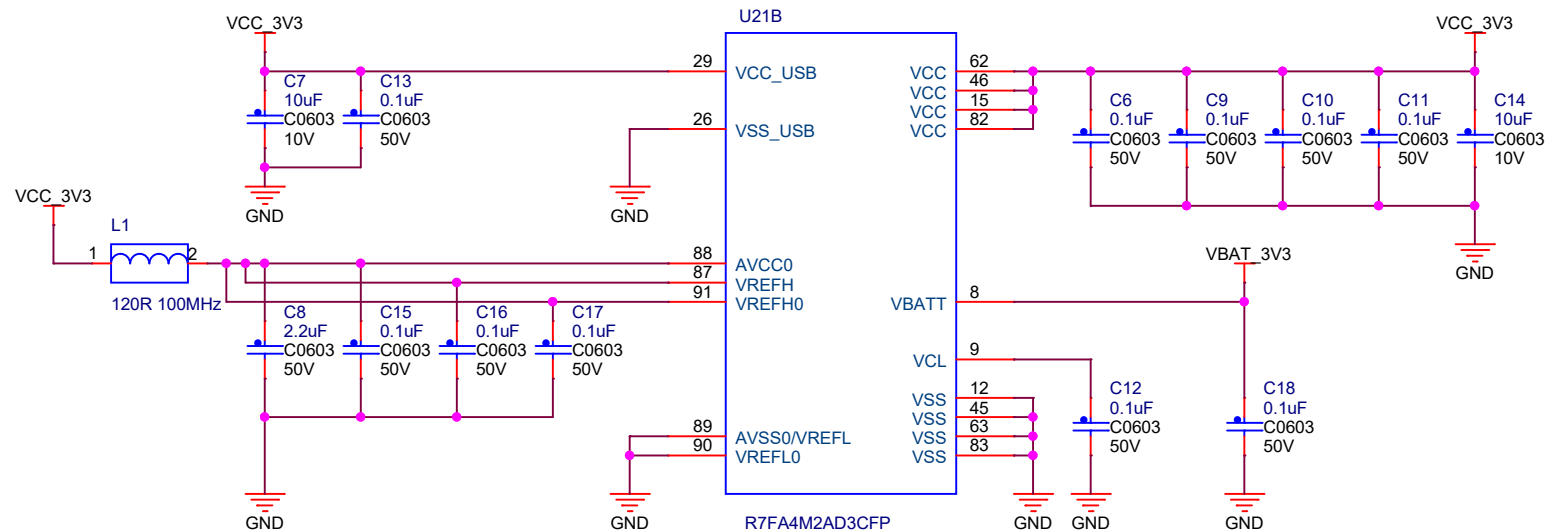 U21B
VCC_3V3
VCC_3V3
29
VCC_USB
VCC
62
C7
10uF
C0603
10V
C13
0.1uF
C0603
50V
VCC
46
VCC
15
26
VSS_USB
VCC
82
C6
0.1uF
C0603
50V
C9
0.1uF
C0603
50V
C10
0.1uF
C0603
50V
C11
0.1uF
C0603
50V
C14
10uF
C0603
10V
GND
GND
VCC_3V3
L1
1
2
120R 100MHz
88
AVCC0
87
VREFH
91
VREFH0
GND
VBAT_3V3
VBATT
8
C8
2.2uF
C0603
50V
C15
0.1uF
C0603
50V
C16
0.1uF
C0603
50V
C17
0.1uF
C0603
50V
VCL
9
VSS
12
VSS
45
VSS
63
VSS
83
C12
0.1uF
C0603
50V
C18
0.1uF
C0603
50V
89
AVSS0/VREFL
90
VREFL0
GND
GND
R7FA4M2AD3CFP
GND
GND
GND